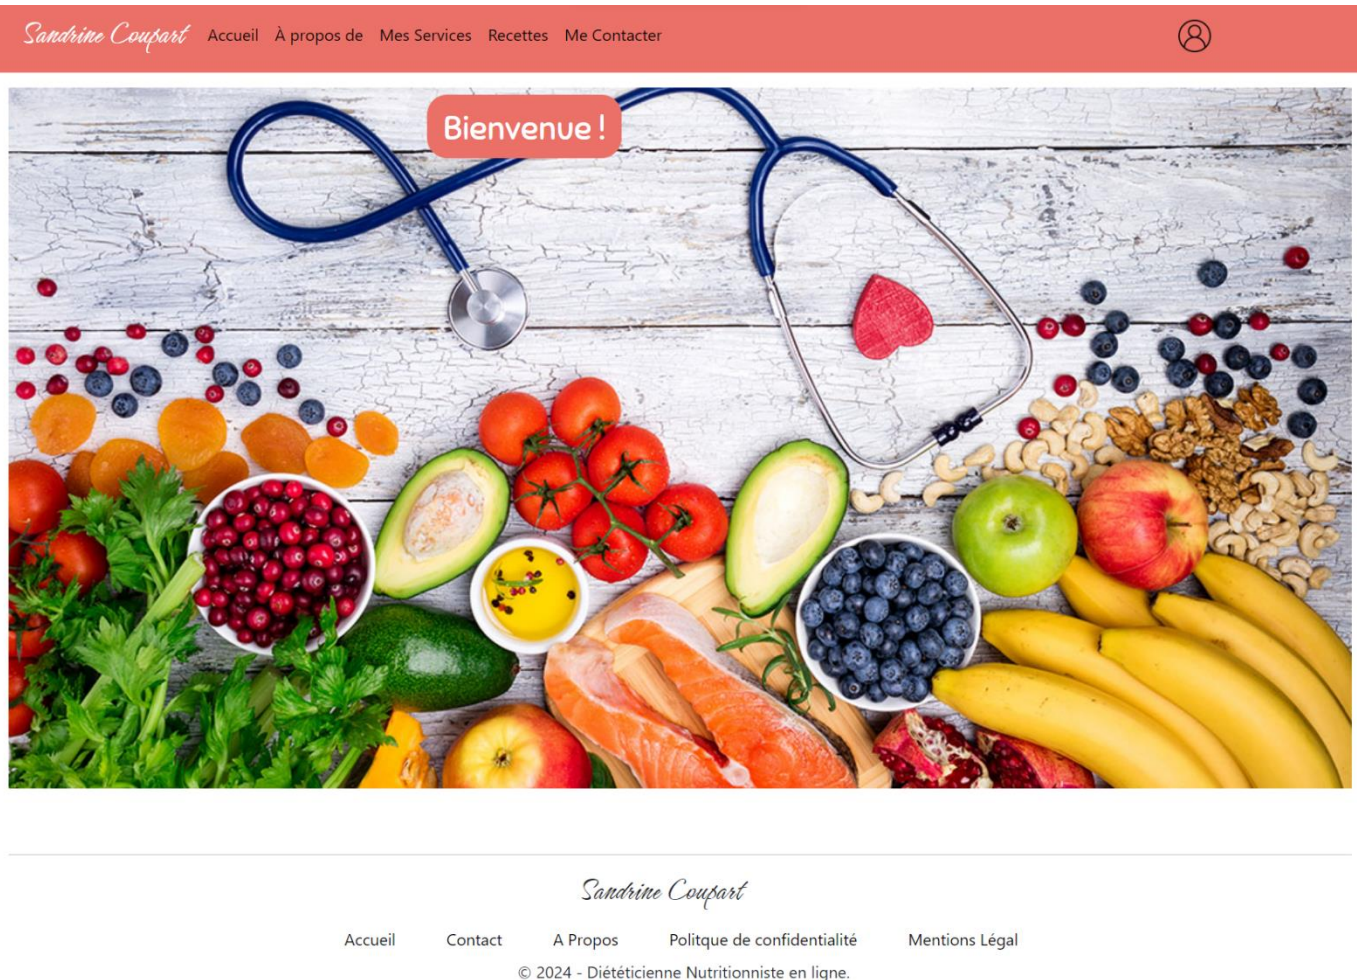 Sandrine Coupart Accueil À propos de Mes Services Recettes Me Contacter
Bienvenue !
Sandrine Coupart
Accueil Contact A Propos Politque de confidentialité Mentions Légal
© 2024 - Diététicienne Nutritionniste en ligne.